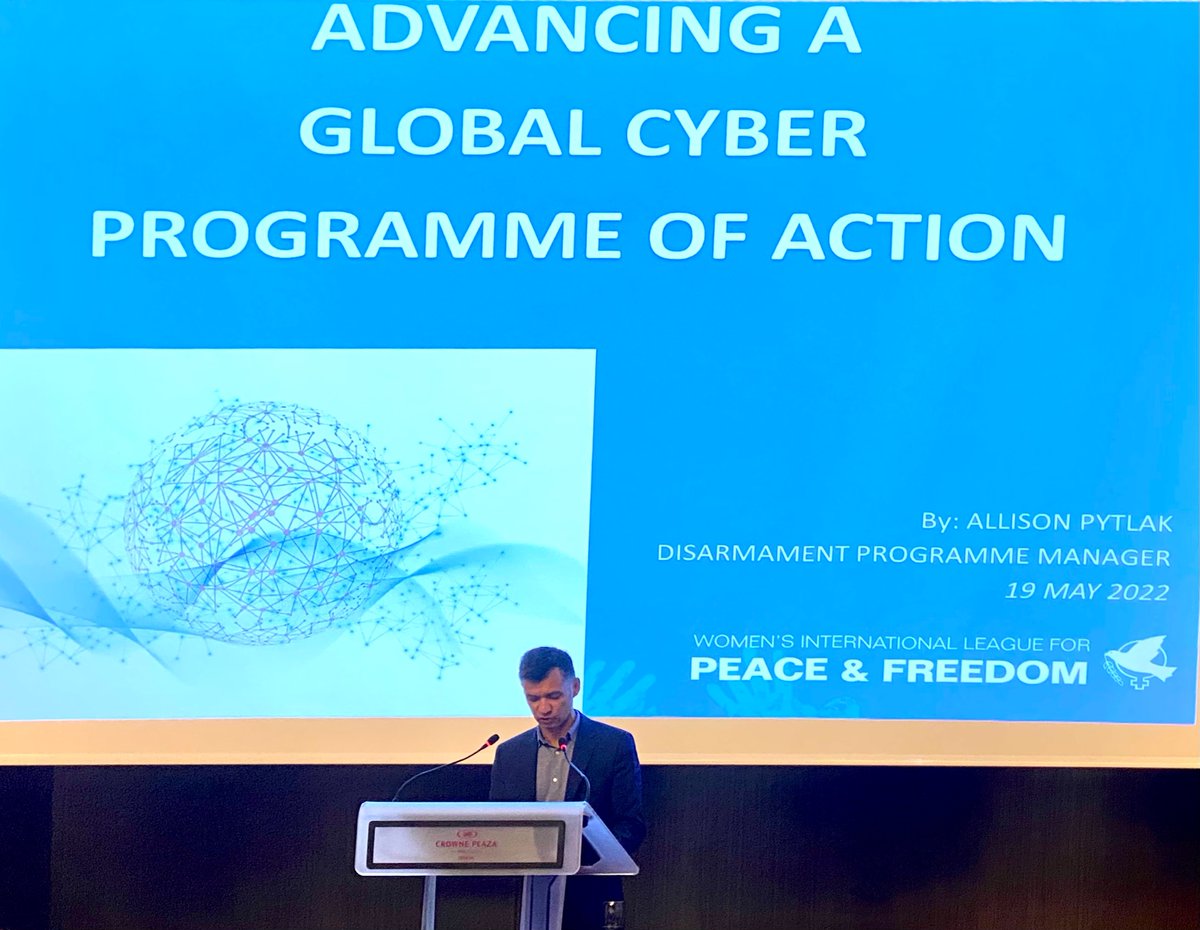 ADVANCING A
GLOBAL CYBER
PROGRAMME OF ACTION
By: ALLISON PYTLAK
DISARMAMENT PROGRAMME MANAGER
19 MAY 2022
WOMEN'S INTERNATIONAL LEAGUE FOR
PEACE & FREEDOM
CROWNE PLAZA